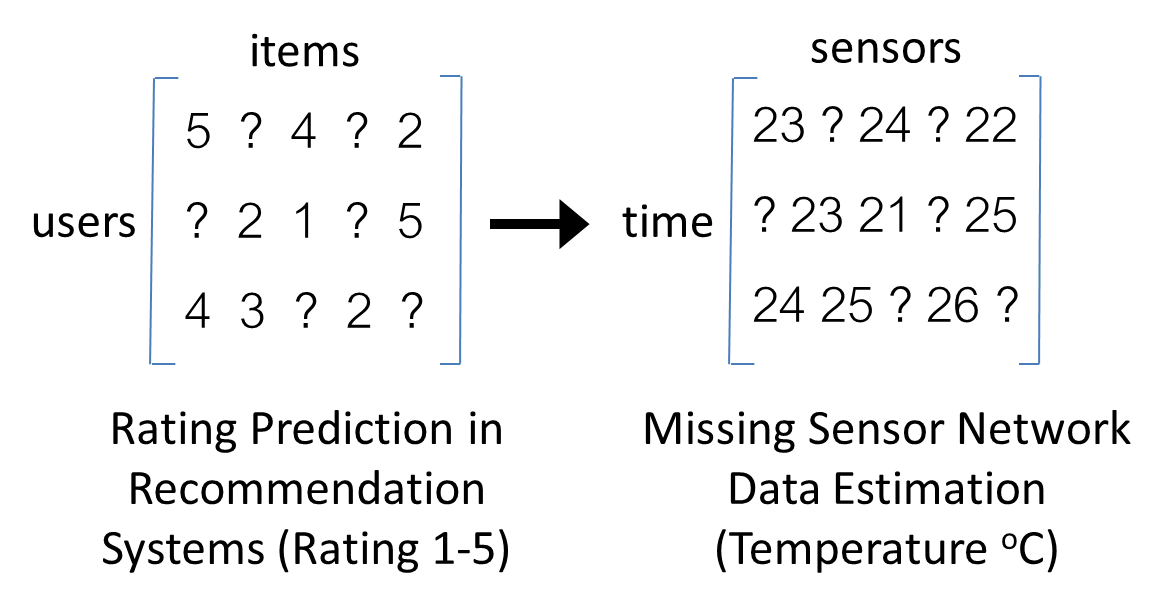 items
5 ? 4 ? 2
users ? 2 1 ? 5
4 3 ? 2 ?
Rating Prediction in
Recommendation
Systems (Rating 1-5)
sensors
23 ? 24 ? 22
time ? 23 21 ? 25
24 25 ? 26 ?
Missing Sensor Network
Data Estimation
(Temperature ºC)